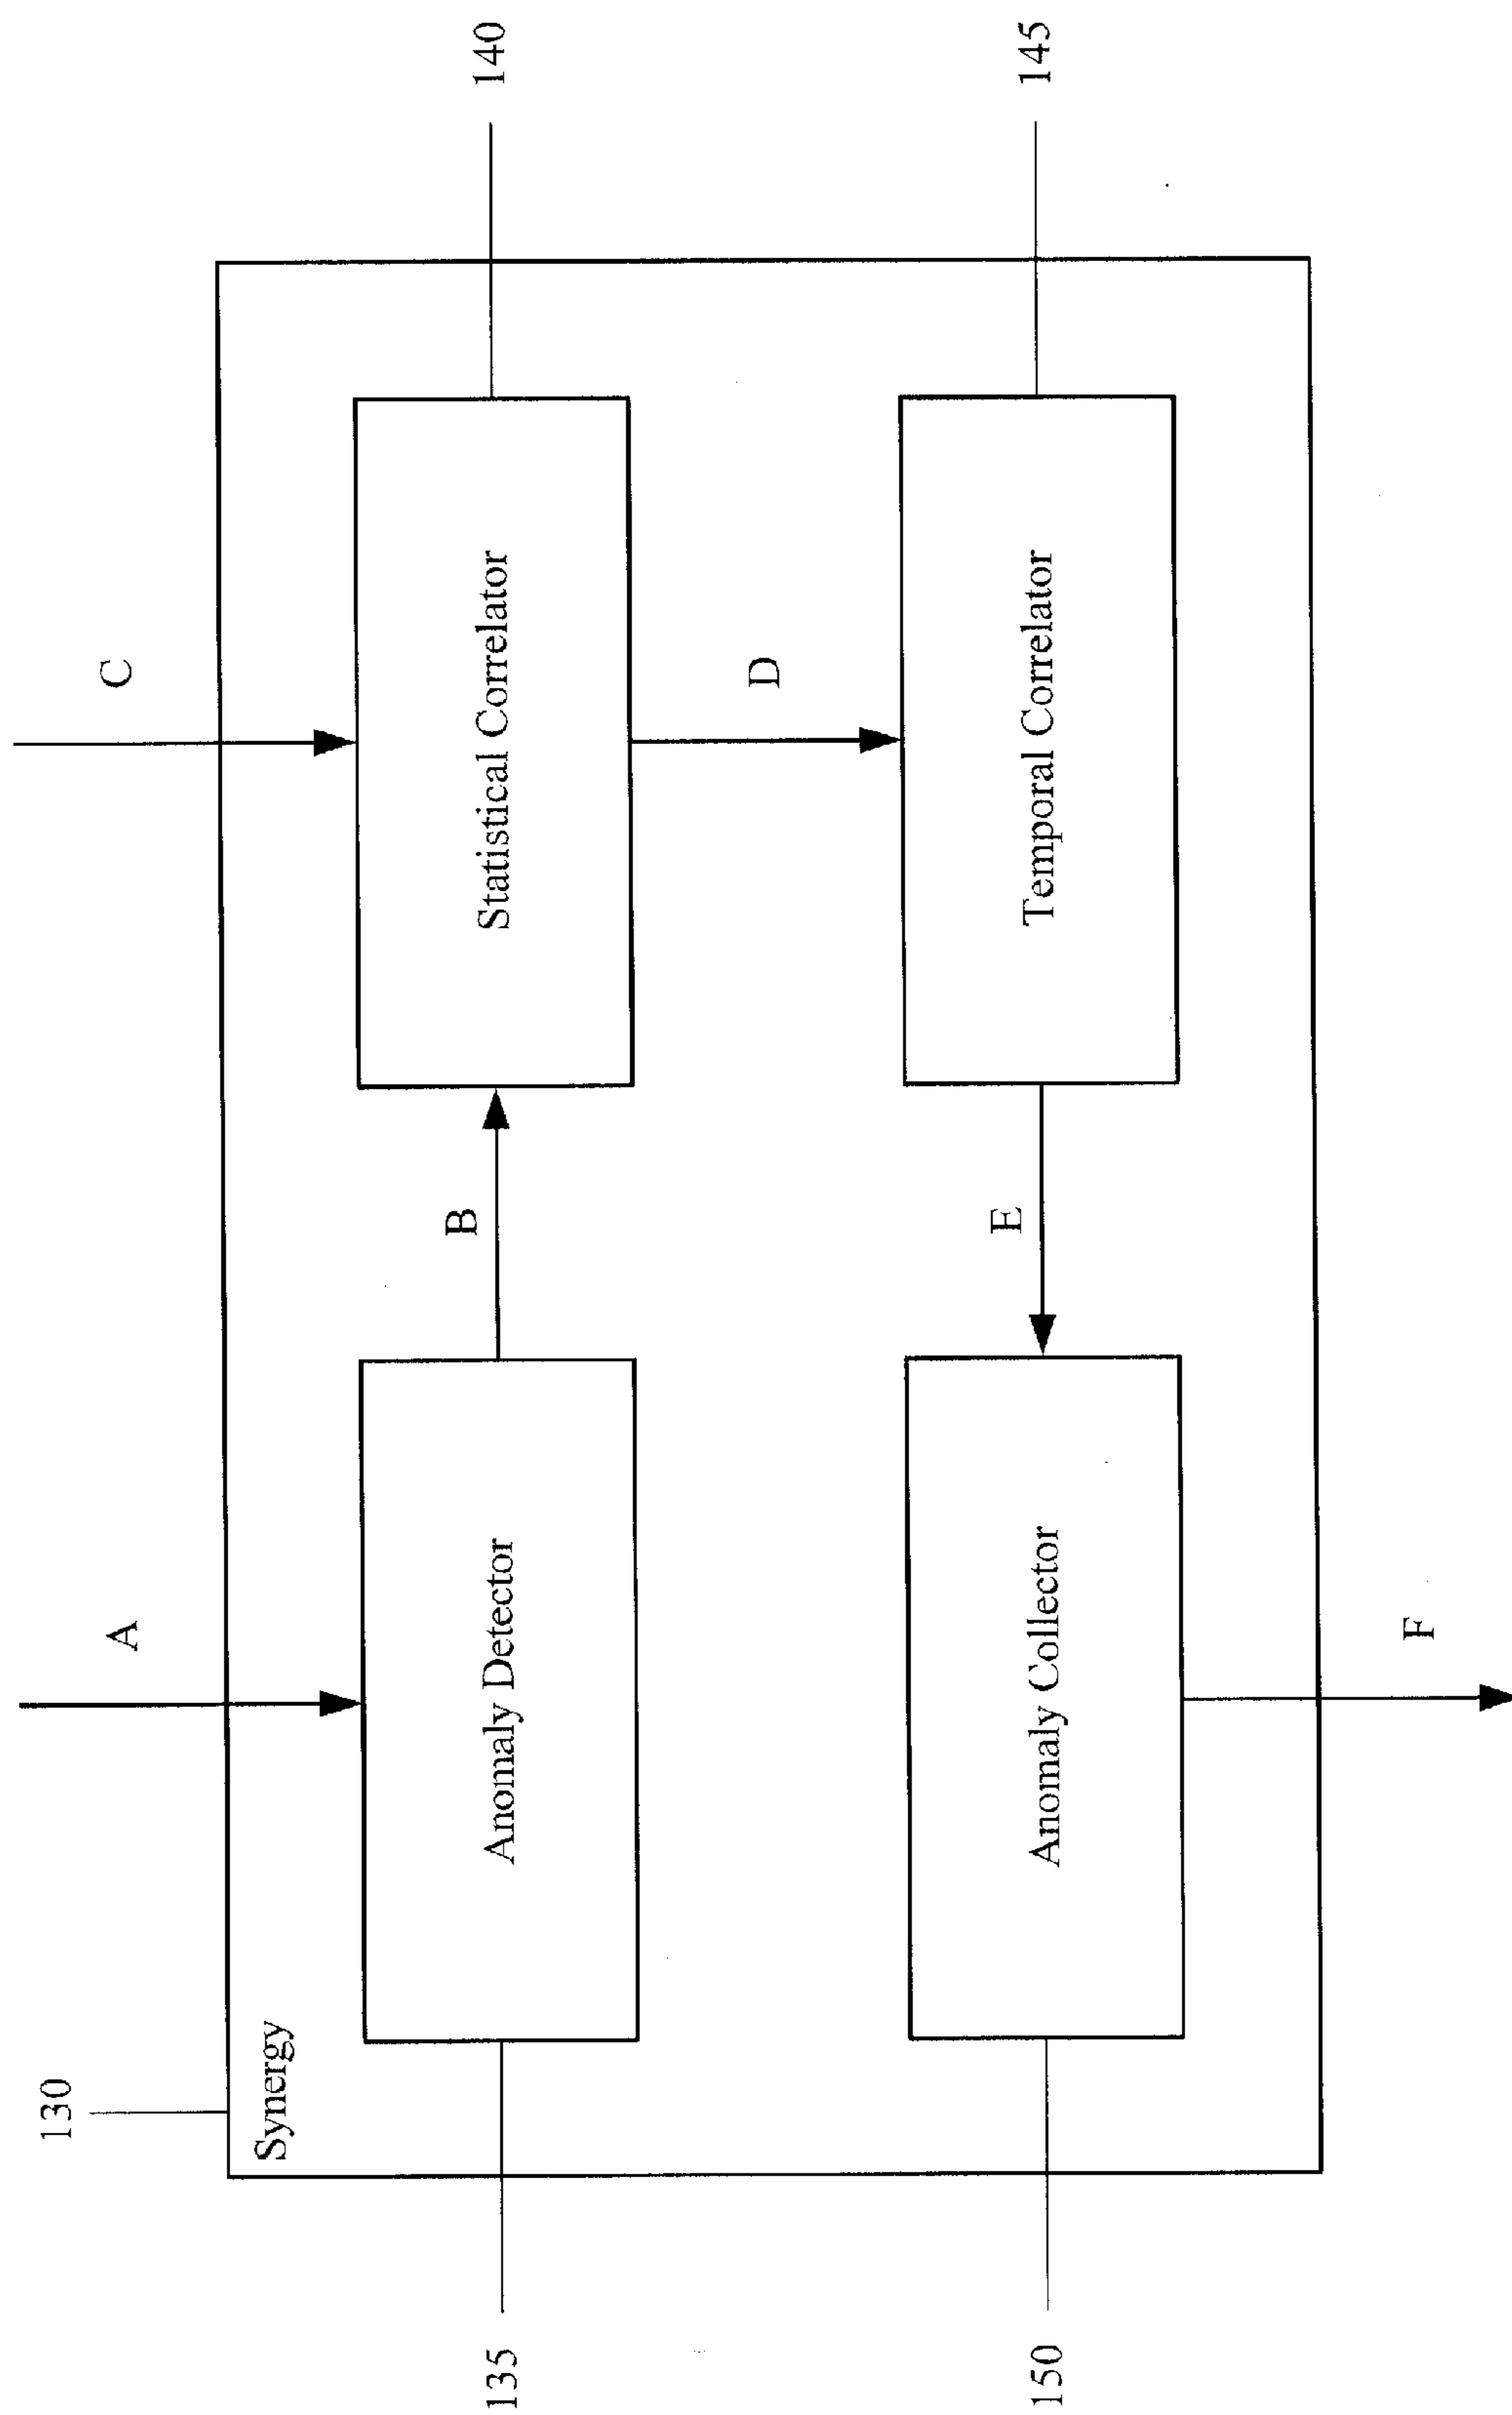 A
C
130
Synergy
135
Anomaly Detector
B
Statistical Correlator
140
D
150
Anomaly Collector
E
Temporal Correlator
145
F